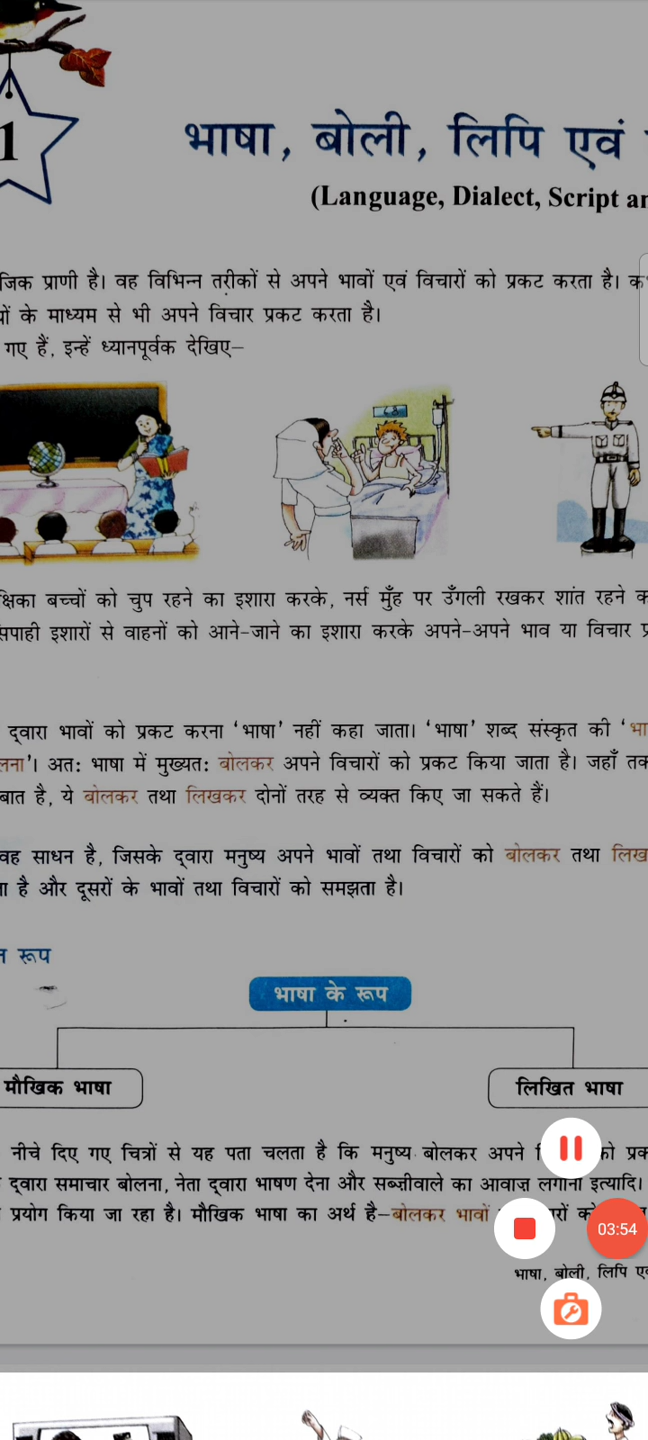 1
भाषा, बोली, लिपि एवं
(Language, Dialect, Script
जिक प्राणी है। वह विभिन्न तरीकों से अपने भावों एवं विचारों को प्रकट करता है।
के माध्यम से भी अपने विचार प्रकट करता है।
गए हैं, इन्हें ध्यानपूर्वक देखिए–
क्षिका बच्चों को चुप रहने का इशारा करके, नर्स मुँह पर उँगली रखकर शांत रहने
सिपाही इशारों से वाहनों को आने-जाने का इशारा करके अपने-अपने भाव या विचार
द्वारा भावों को प्रकट करना ‘भाषा’ नहीं कहा जाता। ‘भाषा’ शब्द संस्कृत की ‘भा
लना’। अत: भाषा में मुख्यत: बोलकर अपने विचारों को प्रकट किया जाता है। जहाँ तक
बात है, ये बोलकर तथा लिखकर दोनों तरह से व्यक्त किए जा सकते हैं।
वह साधन है, जिसके द्वारा मनुष्य अपने भावों तथा विचारों को बोलकर तथा लिख
है और दूसरों के भावों तथा विचारों को समझता है।
रूप
भाषा के रूप
मौखिक भाषा
लिखित भाषा
नीचे दिए गए चित्रों से यह पता चलता है कि मनुष्य बोलकर अपने को
द्वारा समाचार बोलना, नेता द्वारा भाषण देना और सब्ज़ीवाले का आवाज़ लगाना इत्यादि।
प्रयोग किया जा रहा है। मौखिक भाषा का अर्थ है–बोलकर भावों
03:54
भाषा, बोली, लिपि